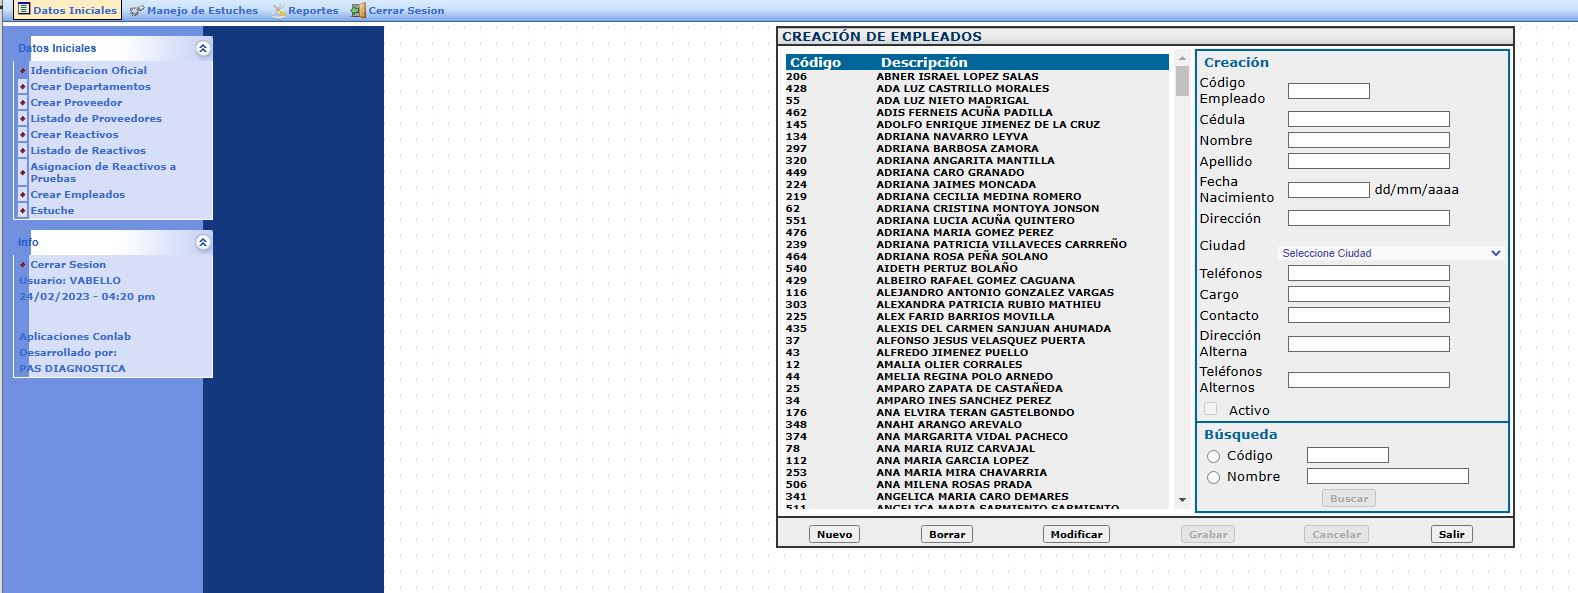 Datos Iniciales Manejo de Estuches Reportes Cerrar Sesion
Datos Iniciales
Identificacion Oficial
Crear Departamentos
Crear Proveedor
Listado de Proveedores
Crear Reactivos
Listado de Reactivos
Asignacion de Reactivos a
Pruebas
Crear Empleados
Estuche
Info
Cerrar Sesion
Usuario: VABELLO
24/02/2023 - 04:20 pm
Aplicaciones Conlab
Desarrollado por:
PAS DIAGNOSTICA
CREACIÓN DE EMPLEADOS
Código Descripción
206 ABNER ISRAEL LOPEZ SALAS
428 ADA LUZ CASTRILLO MORALES
55 ADA LUZ NIETO MADRIGAL
462 ADIS FERNEIS ACUÑA PADILLA
145 ADOLFO ENRIQUE JIMENEZ DE LA CRUZ
134 ADRIANA NAVARRO LEYVA
297 ADRIANA BARBOSA ZAMORA
320 ADRIANA ANGARITA MANTILLA
449 ADRIANA CARO GRANADO
224 ADRIANA JAIMES MONCADA
219 ADRIANA CECILIA MEDINA ROMERO
62 ADRIANA CRISTINA MONTOYA JONSON
551 ADRIANA LUCIA ACUÑA QUINTERO
476 ADRIANA MARIA GOMEZ PEREZ
239 ADRIANA PATRICIA VILLAVECES CARRREÑO
464 ADRIANA ROSA PEÑA SOLANO
540 AIDETH PERTUZ BOLAÑO
429 ALBEIRO RAFAEL GOMEZ CAGUANA
116 ALEJANDRO ANTONIO GONZALEZ VARGAS
303 ALEXANDRA PATRICIA RUBIO MATHIEU
225 ALEX FARID BARRIOS MOVILLA
435 ALEXIS DEL CARMEN SANJUAN AHUMADA
37 ALFONSO JESUS VELASQUEZ PUERTA
43 ALFREDO JIMENEZ PUELLO
12 AMALIA OLIER CORRALES
44 AMELIA REGINA POLO ARNEDO
25 AMPARO ZAPATA DE CASTAÑEDA
34 AMPARO INES SANCHEZ PEREZ
176 ANA ELVIRA TERAN GASTELBONDO
348 ANAHI ARANGO AREVALO
374 ANA MARGARITA VIDAL PACHECO
78 ANA MARIA RUIZ CARVAJAL
112 ANA MARIA GARCIA LOPEZ
253 ANA MARIA MIRA CHAVARRIA
506 ANA MILENA ROSAS PRADA
341 ANGELICA MARIA CARO DEMARES
511 ANGELICA MARIA SARMIENTO SARMIENTO
Creación
Código
Empleado
Cédula
Nombre
Apellido
Fecha
Nacimiento dd/mm/aaaa
Dirección
Ciudad Seleccione Ciudad
Teléfonos
Cargo
Contacto
Dirección
Alterna
Teléfonos
Alternos
Activo
Búsqueda
Código
Nombre
Buscar
Nuevo Borrar Modificar Grabar Cancelar Salir